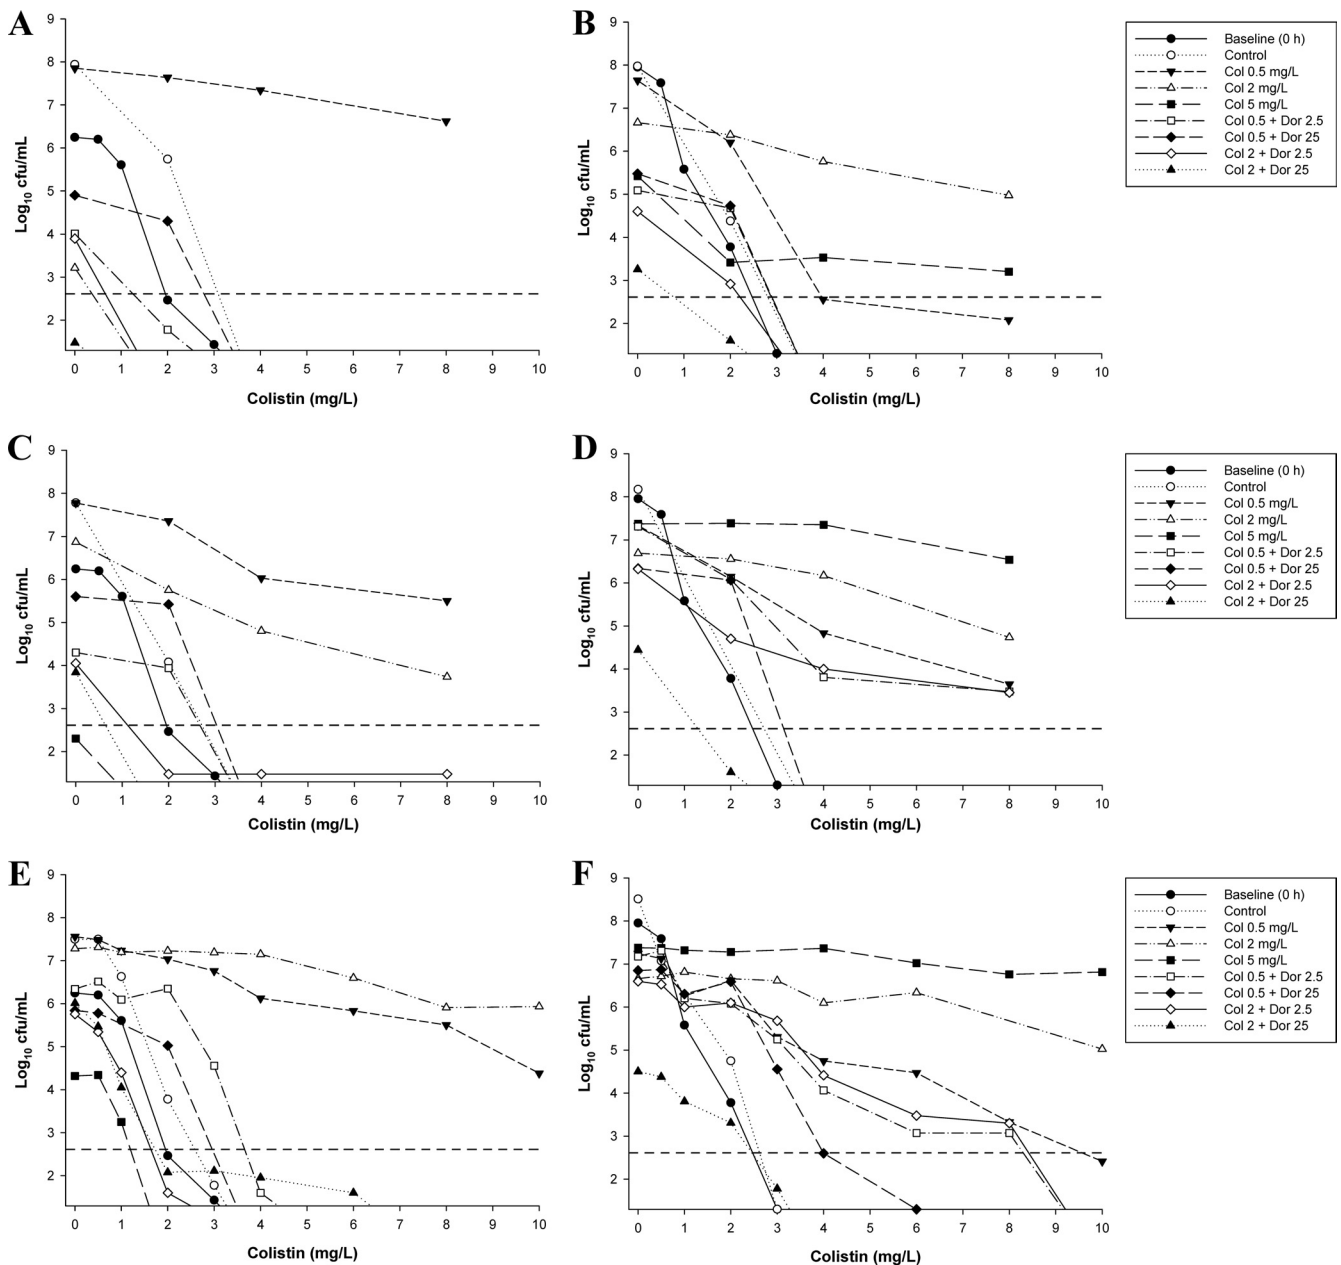 A
9
8
7
6
5
4
3
2
Log10 cfu/mL
0 1 2 3 4 5 6 7 8 9 10
Colistin (mg/L)
B
9
8
7
6
5
4
3
2
Log10 cfu/mL
0 1 2 3 4 5 6 7 8 9 10
Colistin (mg/L)
Baseline (0 h)
Control
Col 0.5 mg/L
Col 2 mg/L
Col 5 mg/L
Col 0.5 + Dor 2.5
Col 0.5 + Dor 25
Col 2 + Dor 2.5
Col 2 + Dor 25
C
9
8
7
6
5
4
3
2
Log10 cfu/mL
0 1 2 3 4 5 6 7 8 9 10
Colistin (mg/L)
D
9
8
7
6
5
4
3
2
Log10 cfu/mL
0 1 2 3 4 5 6 7 8 9 10
Colistin (mg/L)
Baseline (0 h)
Control
Col 0.5 mg/L
Col 2 mg/L
Col 5 mg/L
Col 0.5 + Dor 2.5
Col 0.5 + Dor 25
Col 2 + Dor 2.5
Col 2 + Dor 25
E
9
8
7
6
5
4
3
2
Log10 cfu/mL
0 1 2 3 4 5 6 7 8 9 10
Colistin (mg/L)
F
9
8
7
6
5
4
3
2
Log10 cfu/mL
0 1 2 3 4 5 6 7 8 9 10
Colistin (mg/L)
Baseline (0 h)
Control
Col 0.5 mg/L
Col 2 mg/L
Col 5 mg/L
Col 0.5 + Dor 2.5
Col 0.5 + Dor 25
Col 2 + Dor 2.5
Col 2 + Dor 25